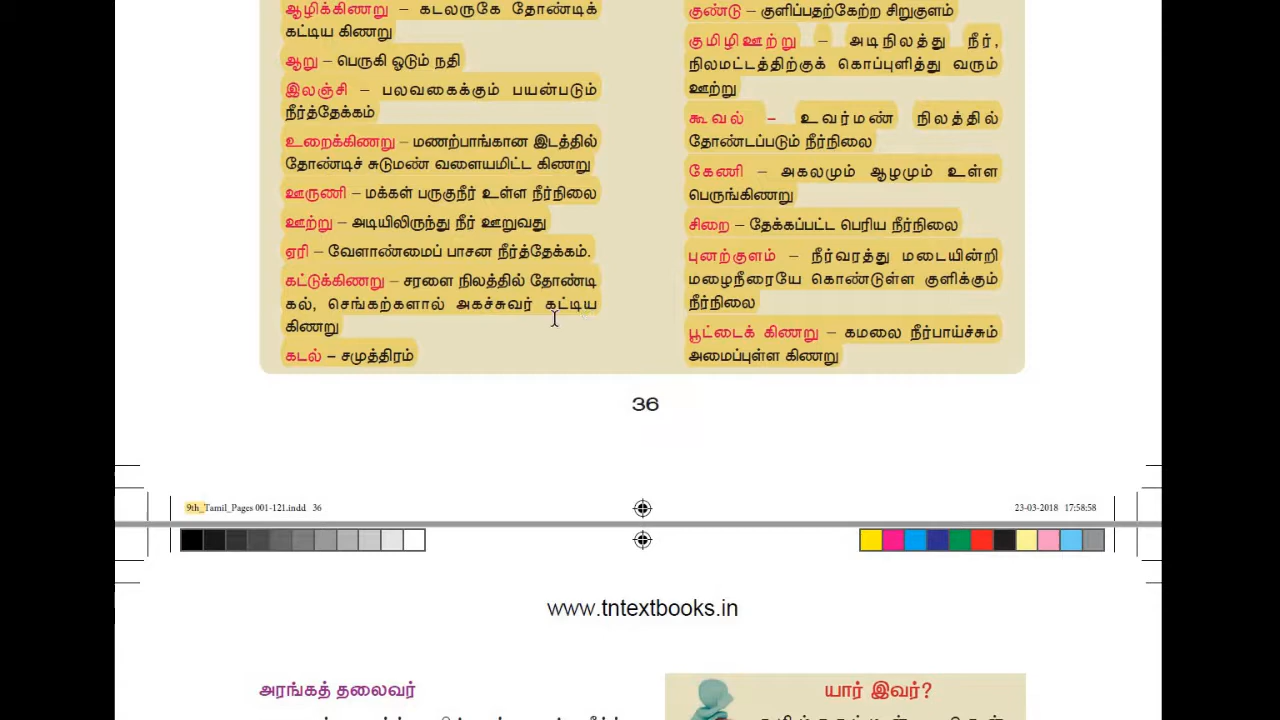 ஆழிக்கிணறு – கடலருகே தோண்டிக்
கட்டிய கிணறு
ஆறு – பெருகி ஓடும் நதி
இலஞ்சி – பலவகைக்கும் பயன்படும்
நீர்த்தேக்கம்
உறைக்கிணறு – மணற்பாங்கான இடத்தில்
தோண்டிச் சுடுமண் வளையமிட்ட கிணறு
ஊருணி – மக்கள் பருகுநீர் உள்ள நீர்நிலை
ஊற்று – அடியிலிருந்து நீர் ஊறுவது
ஏரி – வேளாண்மைப் பாசன நீர்த்தேக்கம்.
கட்டுக்கிணறு – சரளை நிலத்தில் தோண்டி
கல், செங்கற்களால் அகச்சுவர் கட்டிய
கிணறு
கடல் – சமுத்திரம்
குண்டு – குளிப்பதற்கேற்ற சிறுகுளம்
குமிழிஊற்று – அடிநிலத்து நீர்,
நிலமட்டத்திற்குக் கொப்புளித்து வரும்
ஊற்று
கூவல் – உவர்மண் நிலத்தில்
தோண்டப்படும் நீர்நிலை
கேணி – அகலமும் ஆழமும் உள்ள
பெருங்கிணறு
சிறை – தேக்கப்பட்ட பெரிய நீர்நிலை
புனற்குளம் – நீர்வரத்து மடையின்றி
மழைநீரையே கொண்டுள்ள குளிக்கும்
நீர்நிலை
பூட்டைக் கிணறு – கமலை நீர்பாய்ச்சும்
அமைப்புள்ள கிணறு
36
9th_Tamil_Pages 001-121.indd 36
23-03-2018 17:58:58
www.tntextbooks.in
அரங்கத் தலைவர்
யார் இவர்?